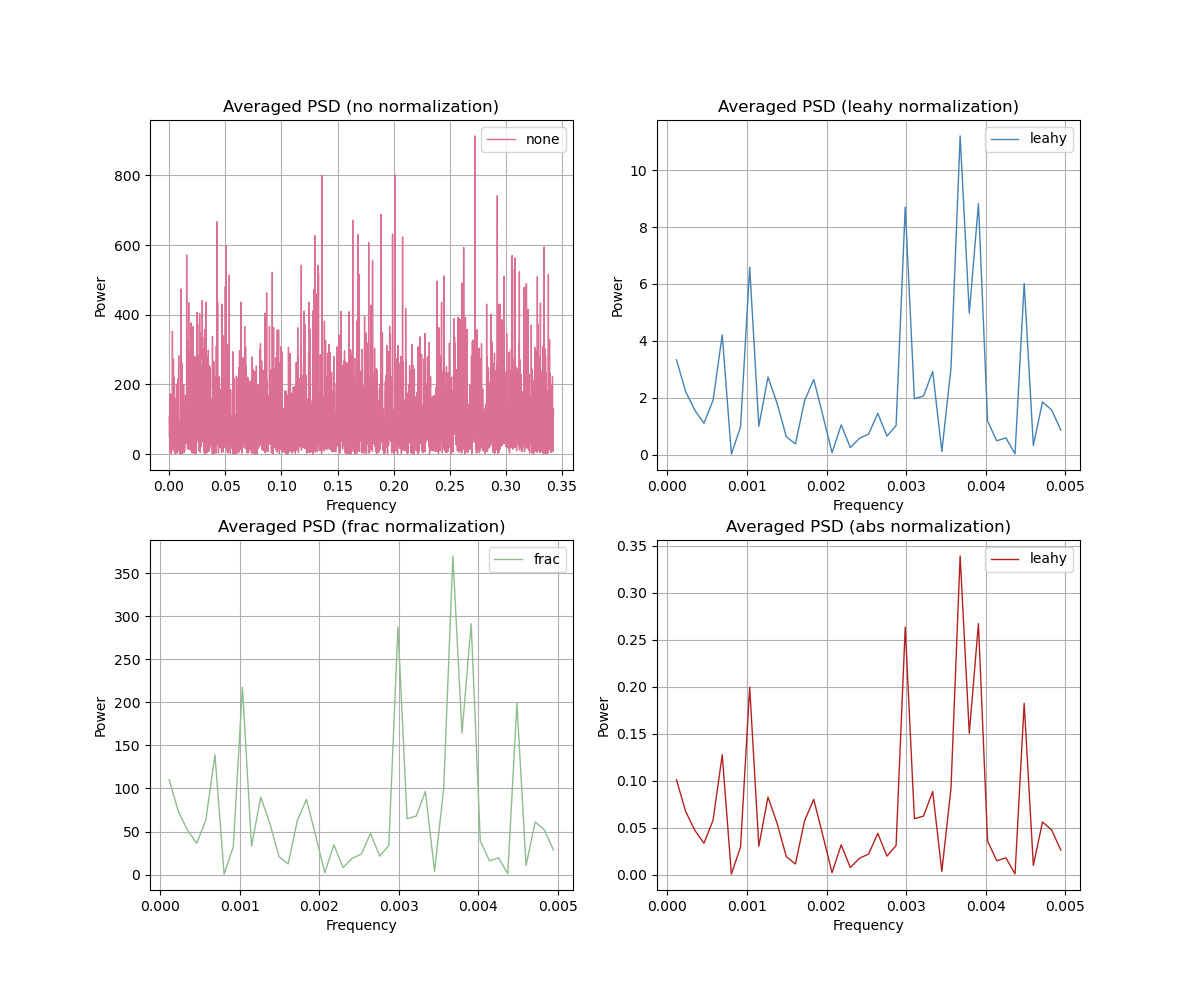 Averaged PSD (no normalization)
none
Power
800
600
400
200
0
0.00 0.05 0.10 0.15 0.20 0.25 0.30 0.35
Frequency
Averaged PSD (leahy normalization)
leahy
Power
10
8
6
4
2
0
0.000 0.001 0.002 0.003 0.004 0.005
Frequency
Averaged PSD (frac normalization)
frac
Power
350
300
250
200
150
100
50
0
0.000 0.001 0.002 0.003 0.004 0.005
Frequency
Averaged PSD (abs normalization)
leahy
Power
0.35
0.30
0.25
0.20
0.15
0.10
0.05
0.00
0.000 0.001 0.002 0.003 0.004 0.005
Frequency